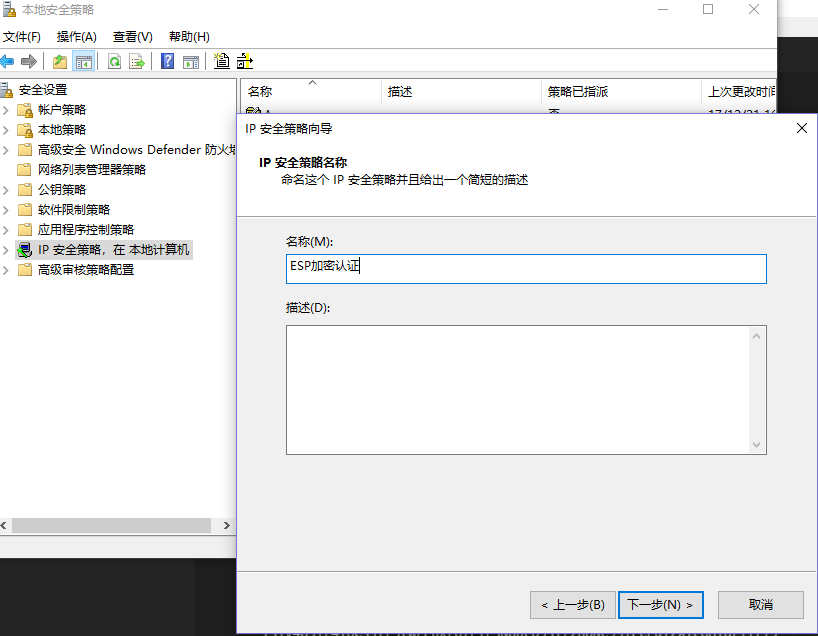 本地安全策略
文件(F) 操作(A) 查看(V) 帮助(H)
安全设置
帐户策略
本地策略
高级安全 Windows Defender 防火墙
网络列表管理器策略
公钥策略
软件限制策略
应用程序控制策略
IP 安全策略，在 本地计算机
高级审核策略配置
名称 描述 策略已指派 上次更改时间
IP 安全策略向导
IP 安全策略名称
命名这个 IP 安全策略并且给出一个简短的描述
名称(M):
ESP加密认证
描述(D):
< 上一步(B) 下一步(N) > 取消